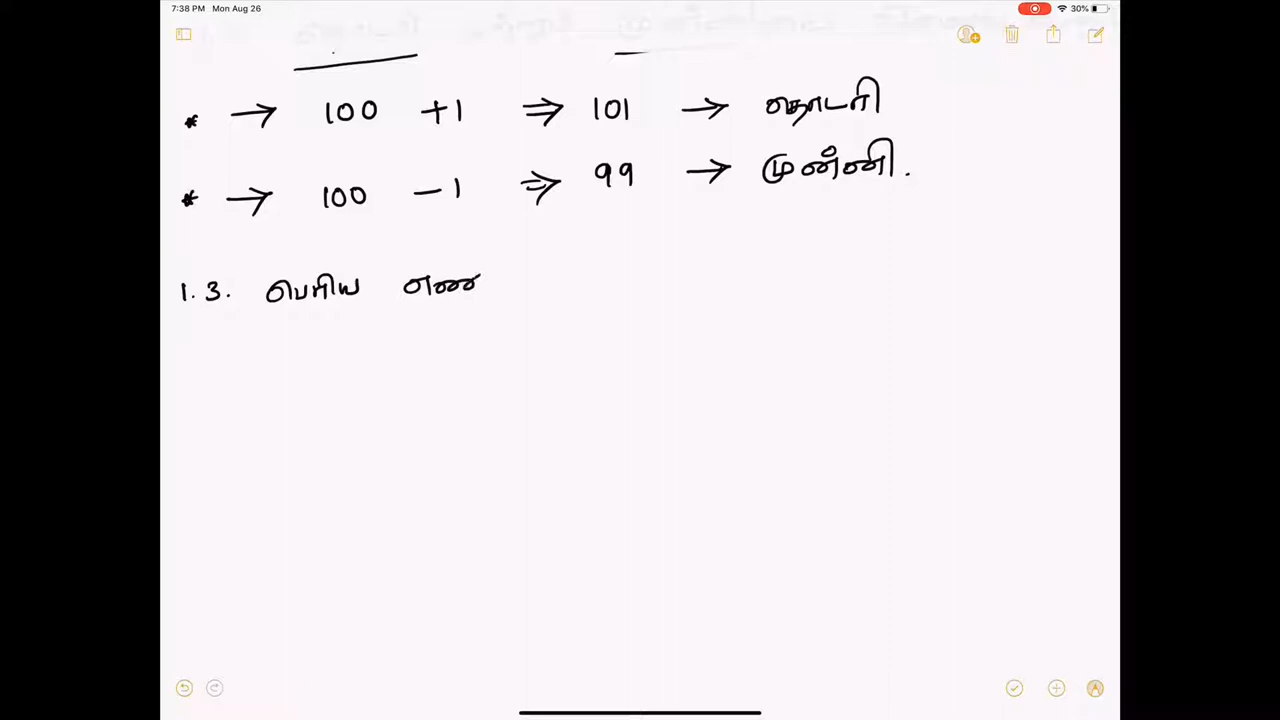 7:38 PM Mon Aug 26 30%
* → 100 +1 ⇒ 101 → தொடரி
* → 100 −1 ⇒ 99 → முன்னி.
1.3. பெரிய எண